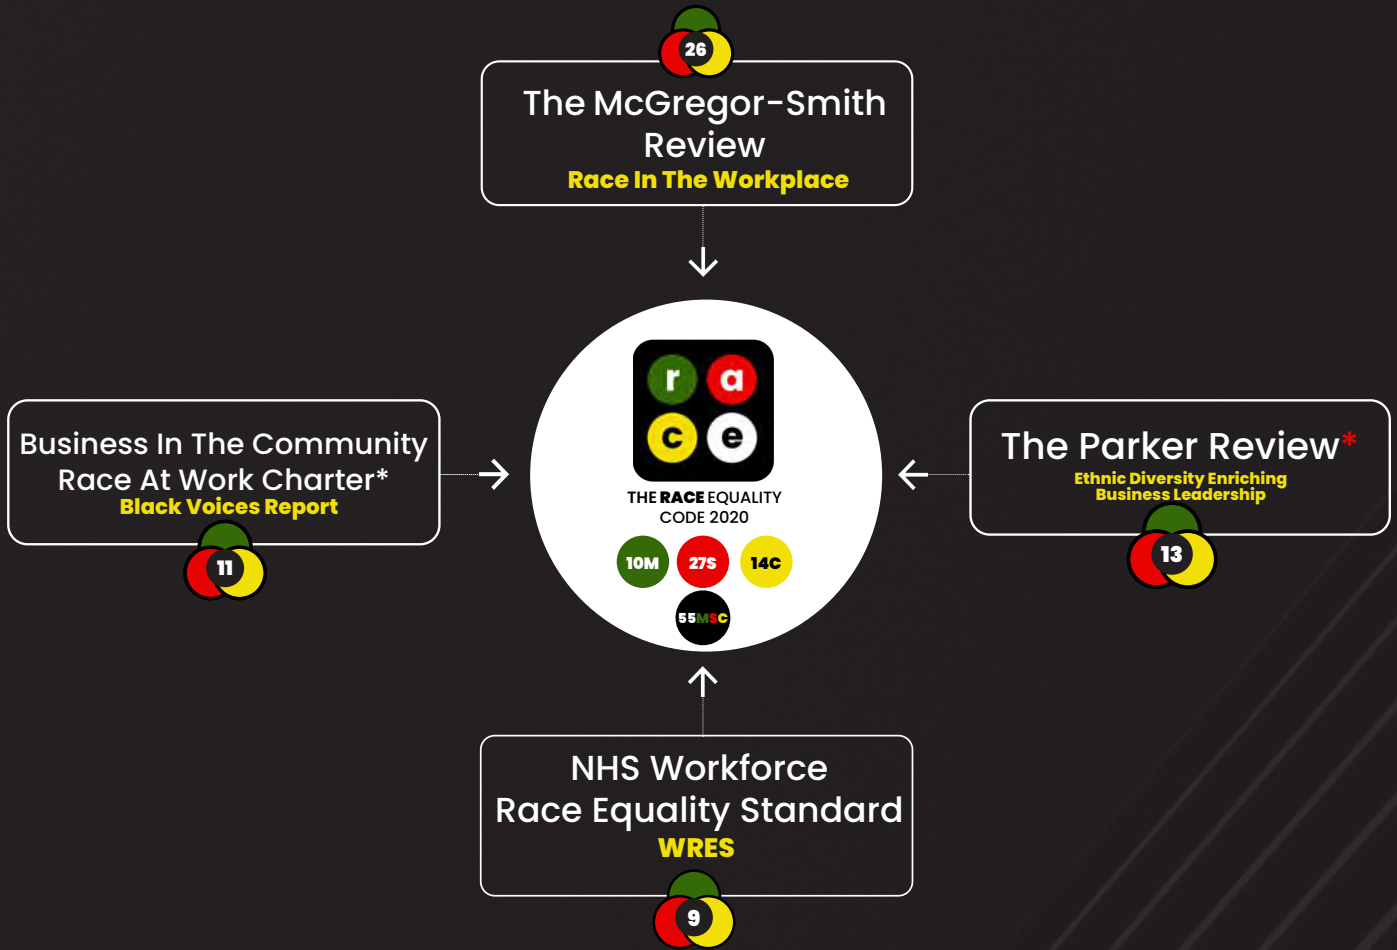 26
The McGregor-Smith
Review
Race In The Workplace
Business In The Community
Race At Work Charter*
Black Voices Report
11
r a
c e
THE RACE EQUALITY
CODE 2020
10M 27S 14C
55MSC
The Parker Review*
Ethnic Diversity Enriching
Business Leadership
13
NHS Workforce
Race Equality Standard
WRES
9